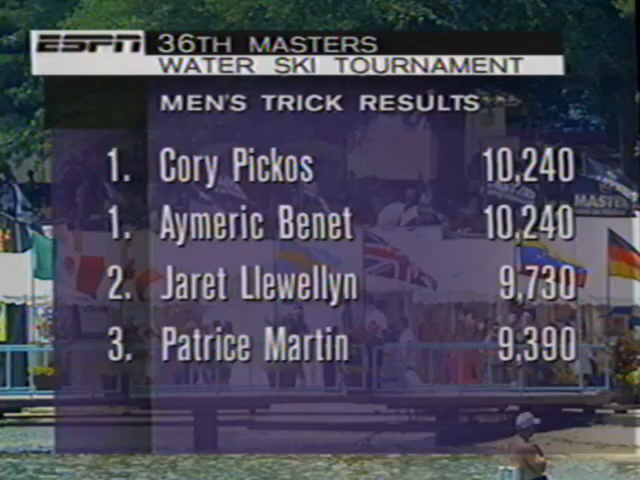 ESPN 36TH MASTERS
WATER SKI TOURNAMENT
MEN'S TRICK RESULTS
1. Cory Pickos 10,240
1. Aymeric Benet 10,240
2. Jaret Llewellyn 9,730
3. Patrice Martin 9,390
MASTER